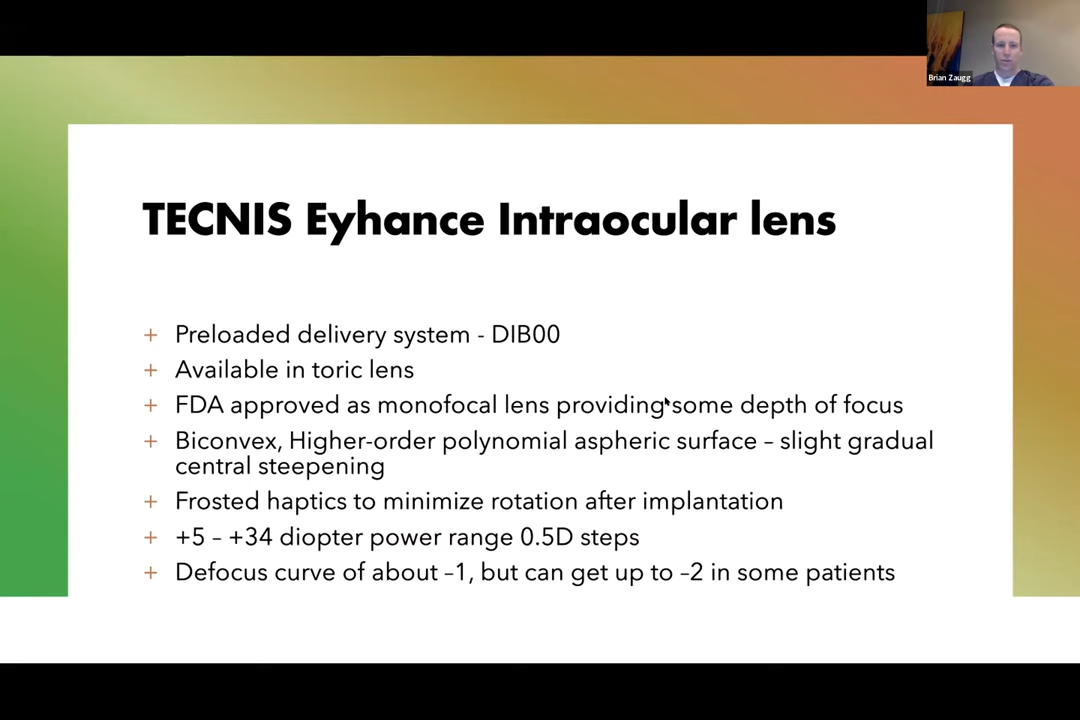 Brian Zaugg
TECNIS Eyhance Intraocular lens
+ Preloaded delivery system - DIB00
+ Available in toric lens
+ FDA approved as monofocal lens providing some depth of focus
+ Biconvex, Higher-order polynomial aspheric surface – slight gradual
central steepening
+ Frosted haptics to minimize rotation after implantation
+ +5 – +34 diopter power range 0.5D steps
+ Defocus curve of about –1, but can get up to –2 in some patients